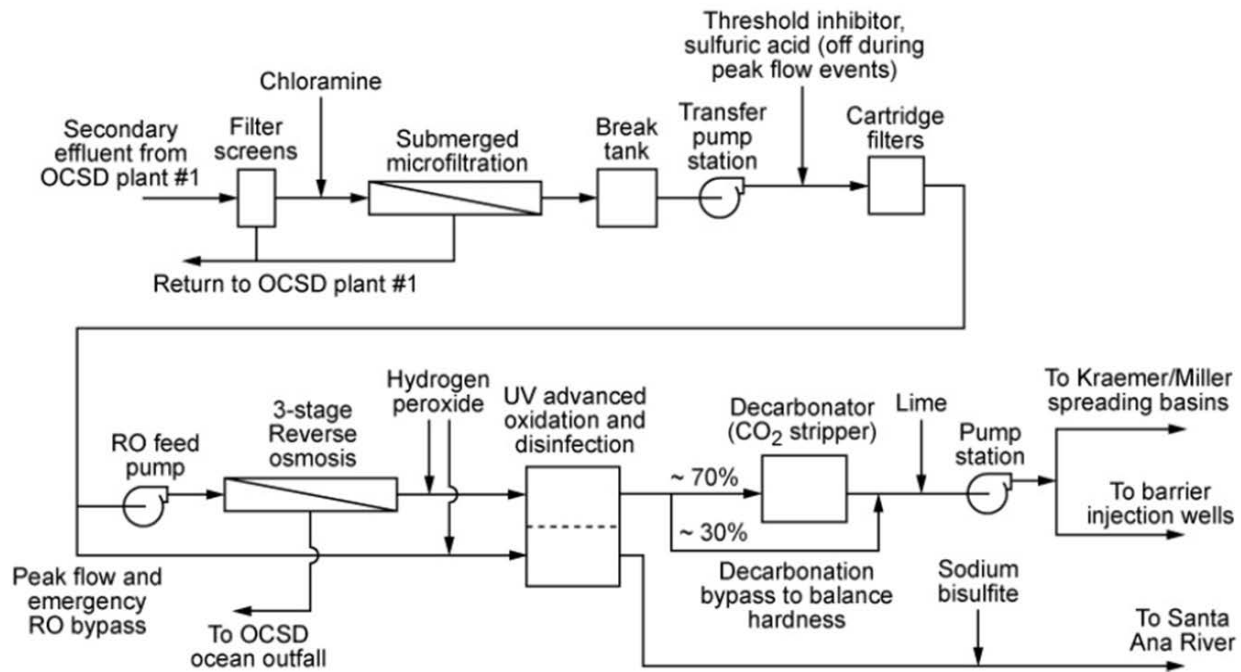 Threshold inhibitor,
sulfuric acid (off during
peak flow events)
Chloramine
Secondary
effluent from
OCSD plant #1
Filter
screens
Submerged
microfiltration
Break
tank
Transfer
pump
station
Cartridge
filters
Return to OCSD plant #1
Hydrogen
peroxide
UV advanced
oxidation and
disinfection
3-stage
Reverse
osmosis
RO feed
pump
Decarbonator
(CO2 stripper)
Lime
Pump
station
To Kraemer/Miller
spreading basins
~ 70%
~ 30%
To barrier
injection wells
Decarbonation
bypass to balance
hardness
Sodium
bisulfite
Peak flow and
emergency
RO bypass
To OCSD
ocean outfall
To Santa
Ana River